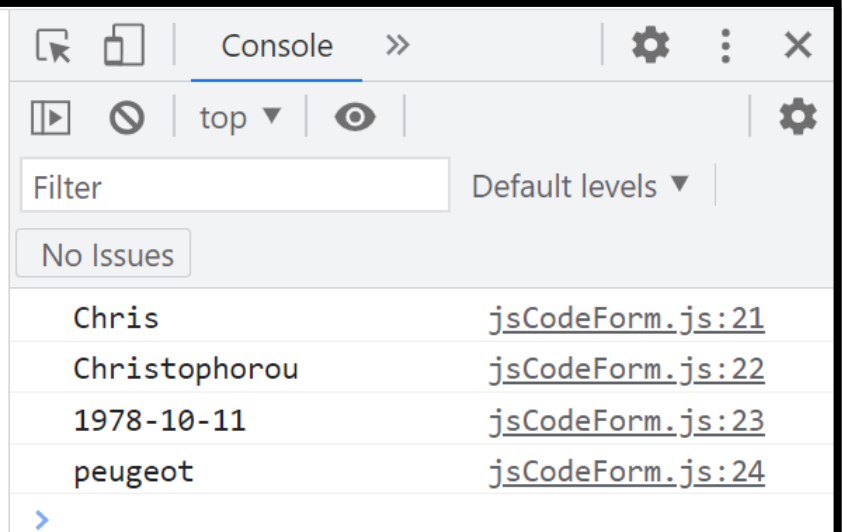 Console
top
Filter Default levels
No Issues
Chris jsCodeForm.js:21
Christophorou jsCodeForm.js:22
1978-10-11 jsCodeForm.js:23
peugeot jsCodeForm.js:24